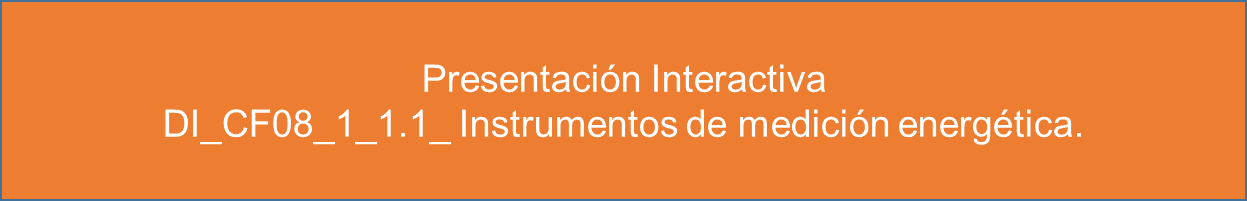 Presentación Interactiva
DI_CF08_1_1.1_ Instrumentos de medición energética.